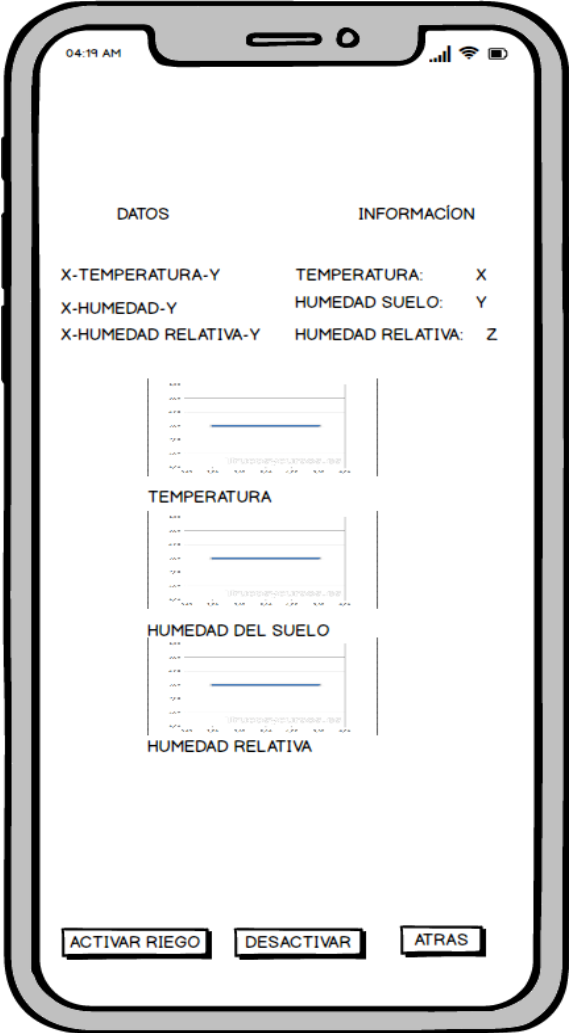 04:19 AM
DATOS
INFORMACÍON
X-TEMPERATURA-Y
TEMPERATURA: X
X-HUMEDAD-Y
HUMEDAD SUELO: Y
X-HUMEDAD RELATIVA-Y
HUMEDAD RELATIVA: Z
TEMPERATURA
HUMEDAD DEL SUELO
HUMEDAD RELATIVA
ACTIVAR RIEGO
DESACTIVAR
ATRAS